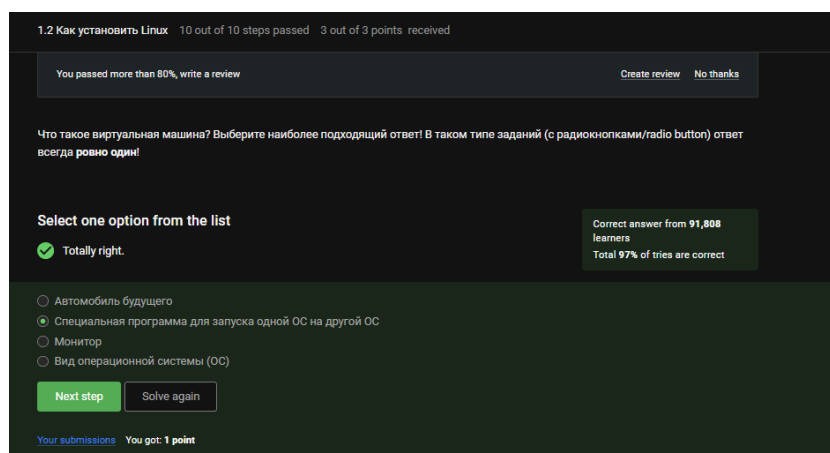 1.2 Как установить Linux 10 out of 10 steps passed 3 out of 3 points received
You passed more than 80%, write a review Create review No thanks
Что такое виртуальная машина? Выберите наиболее подходящий ответ! В таком типе заданий (с радиокнопками/radio button) ответ
всегда ровно один!
Select one option from the list
Totally right.
Correct answer from 91,808
learners
Total 97% of tries are correct
Автомобиль будущего
Специальная программа для запуска одной ОС на другой ОС
Монитор
Вид операционной системы (ОС)
Next step Solve again
Your submissions You got: 1 point